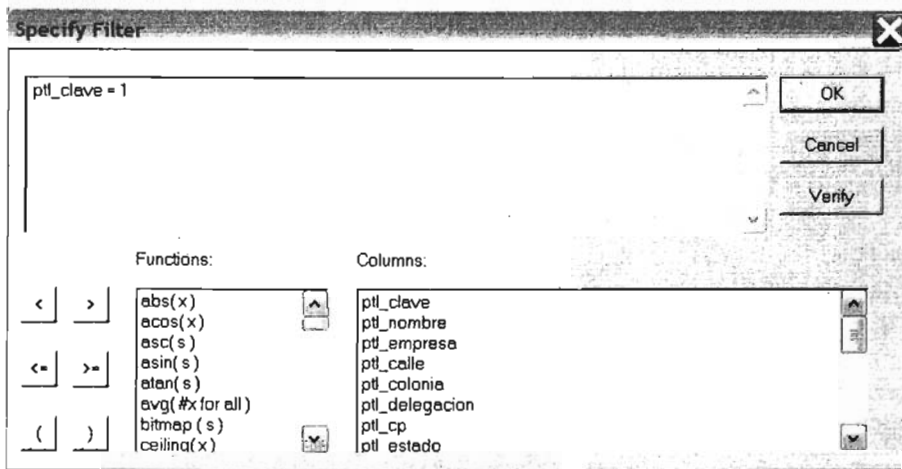 Specify Filter
ptl_clave = 1
OK
Cancel
Verify
Functions:
Columns:
< >
<= >=
( )
abs(x)
acos(x)
asc(s)
asin(s)
atan(s)
avg(#x for all)
bitmap(s)
ceiling(x)
ptl_clave
ptl_nombre
ptl_empresa
ptl_calle
ptl_colonia
ptl_delegacion
ptl_cp
ptl_estado